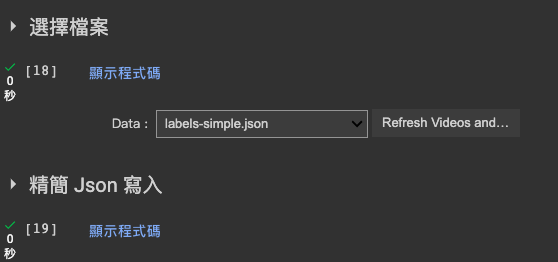 選擇檔案
[18] 顯示程式碼
0
秒
Data : labels-simple.json Refresh Videos and…
精簡 Json 寫入
[19] 顯示程式碼
0
秒